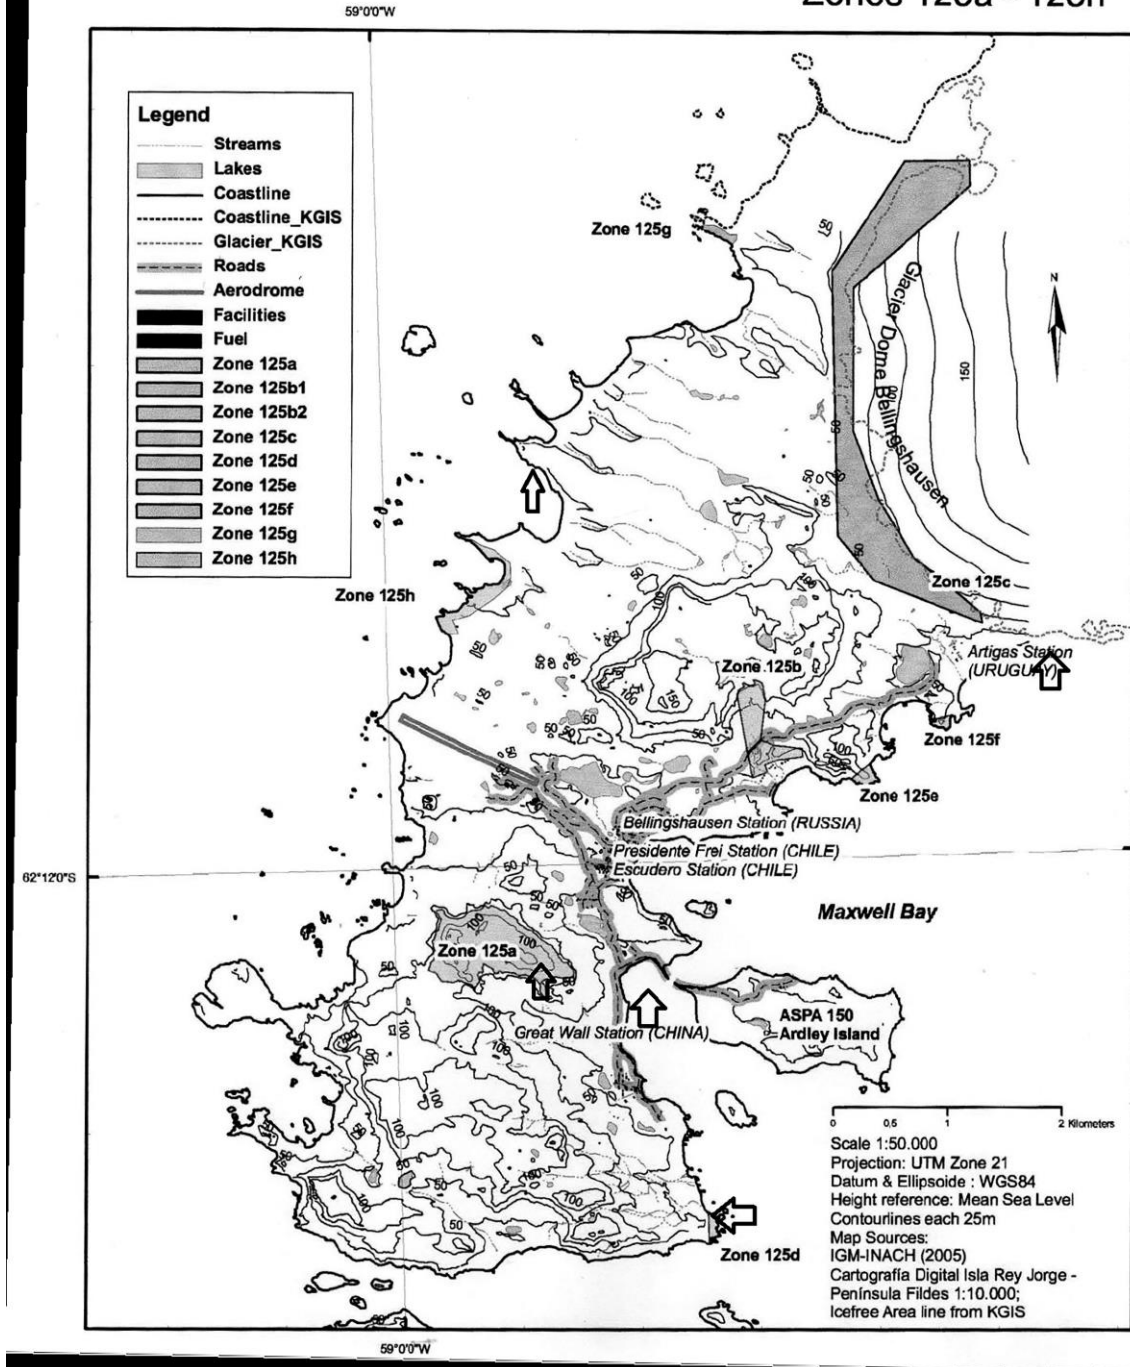 59°0'0"W
Legend
Streams
Lakes
Coastline
Coastline_KGIS
Glacier_KGIS
Roads
Aerodrome
Facilities
Fuel
Zone 125a
Zone 125b1
Zone 125b2
Zone 125c
Zone 125d
Zone 125e
Zone 125f
Zone 125g
Zone 125h
Zone 125g
N
Glacier Dome Bellingshausen
150
Zone 125c
Zone 125h
Artigas Station
(URUGUAY)
Zone 125b
Zone 125f
Zone 125e
Bellingshausen Station (RUSSIA)
Presidente Frei Station (CHILE)
Escudero Station (CHILE)
62°12'0"S
Maxwell Bay
Zone 125a
ASPA 150
Ardley Island
Great Wall Station (CHINA)
0 0,5 1 2 Kilometers
Scale 1:50.000
Projection: UTM Zone 21
Datum & Ellipsoide : WGS84
Height reference: Mean Sea Level
Contourlines each 25m
Map Sources:
IGM-INACH (2005)
Cartografía Digital Isla Rey Jorge -
Península Fildes 1:10.000;
Icefree Area line from KGIS
Zone 125d
59°0'0"W